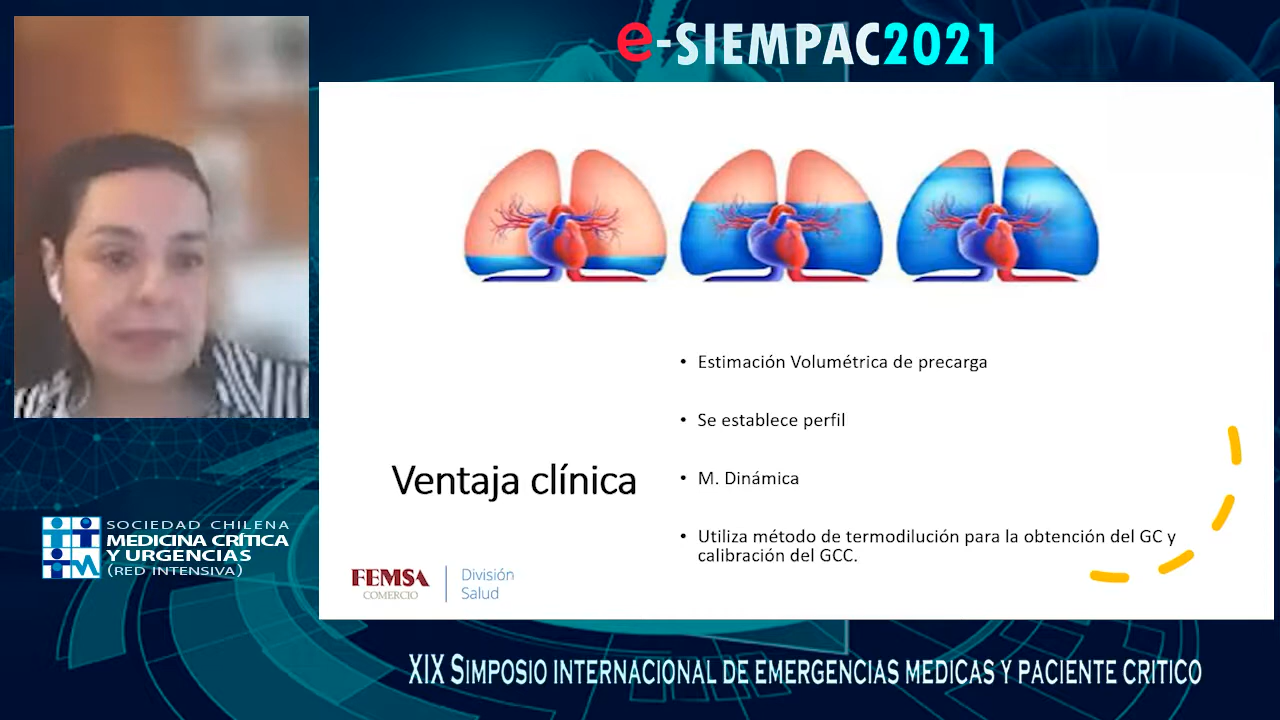 e-SIEMPAC2021
• Estimación Volumétrica de precarga
• Se establece perfil
Ventaja clínica
• M. Dinámica
• Utiliza método de termodilución para la obtención del GC y
calibración del GCC.
FEMSA
COMERCIO
División
Salud
SOCIEDAD CHILENA
MEDICINA CRÍTICA
Y URGENCIAS
(RED INTENSIVA)
XIX SIMPOSIO INTERNACIONAL DE EMERGENCIAS MEDICAS Y PACIENTE CRITICO